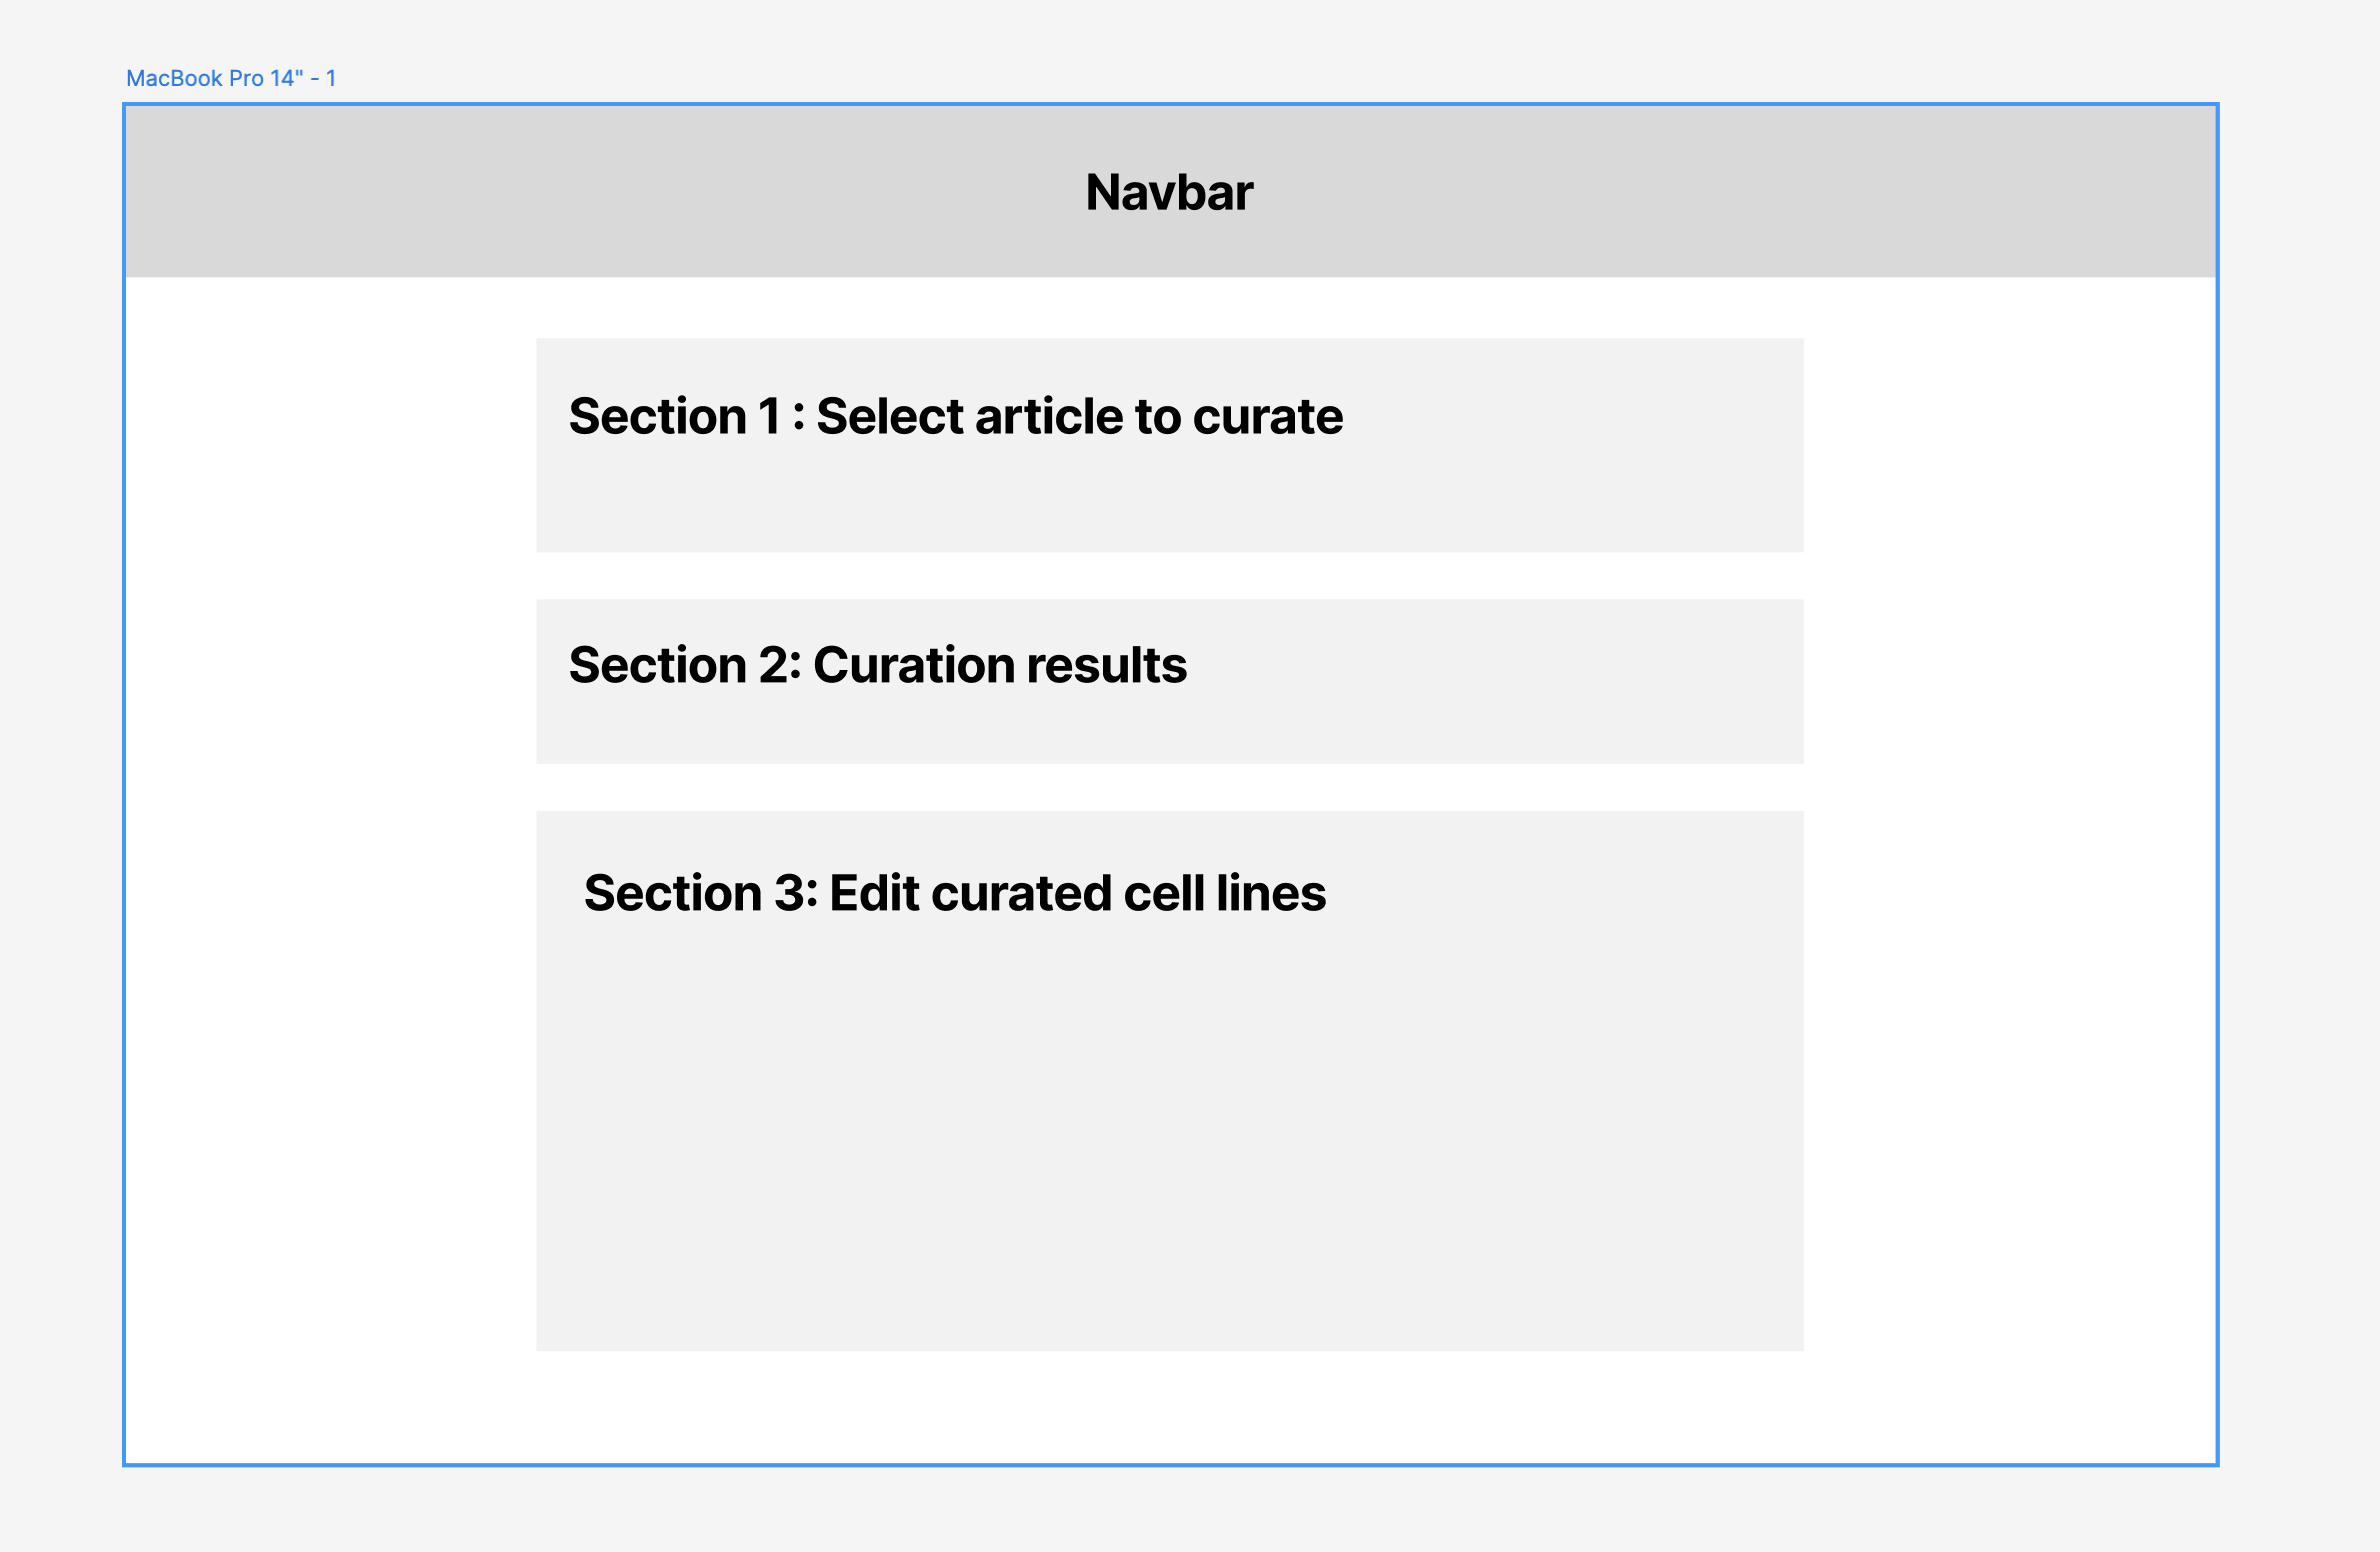 MacBook Pro 14" - 1
Navbar
Section 1 : Select article to curate
Section 2: Curation results
Section 3: Edit curated cell lines